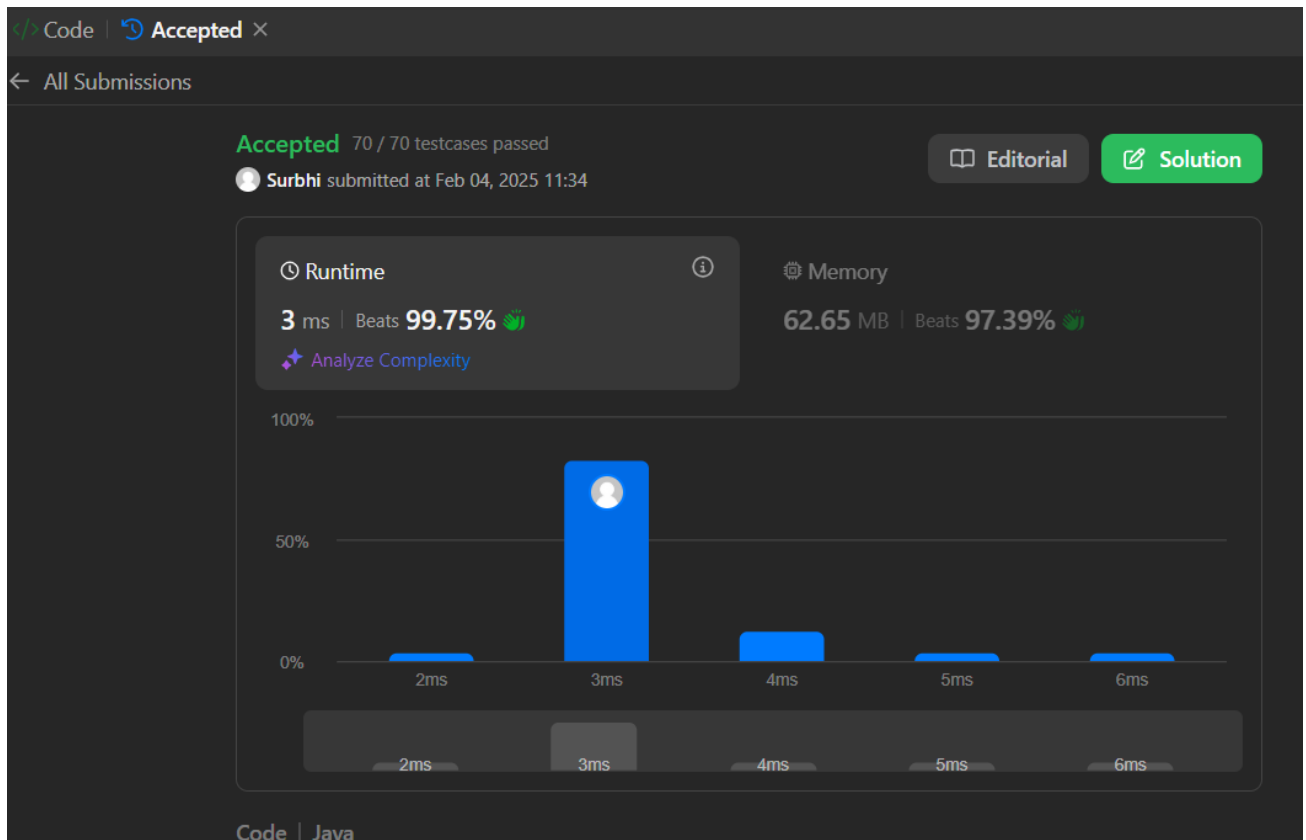 </> Code | Accepted ×
← All Submissions
Accepted 70 / 70 testcases passed
Surbhi submitted at Feb 04, 2025 11:34
Editorial
Solution
Runtime
3 ms | Beats 99.75%
Analyze Complexity
Memory
62.65 MB | Beats 97.39%
100%
50%
0%
2ms 3ms 4ms 5ms 6ms
2ms 3ms 4ms 5ms 6ms
Code | Java